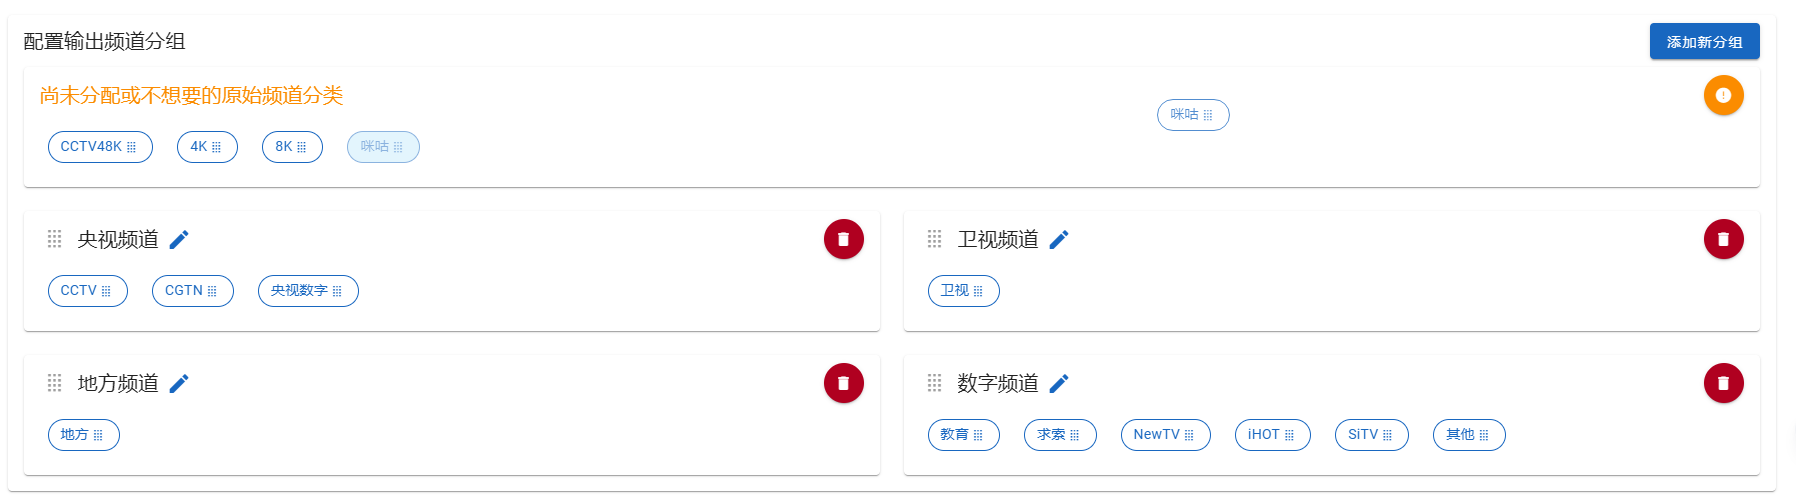 配置输出频道分组
添加新分组
尚未分配或不想要的原始频道分类
咪咕
CCTV48K 4K 8K 咪咕
央视频道
CCTV CGTN 央视数字
卫视频道
卫视
地方频道
地方
数字频道
教育 求索 NewTV iHOT SiTV 其他